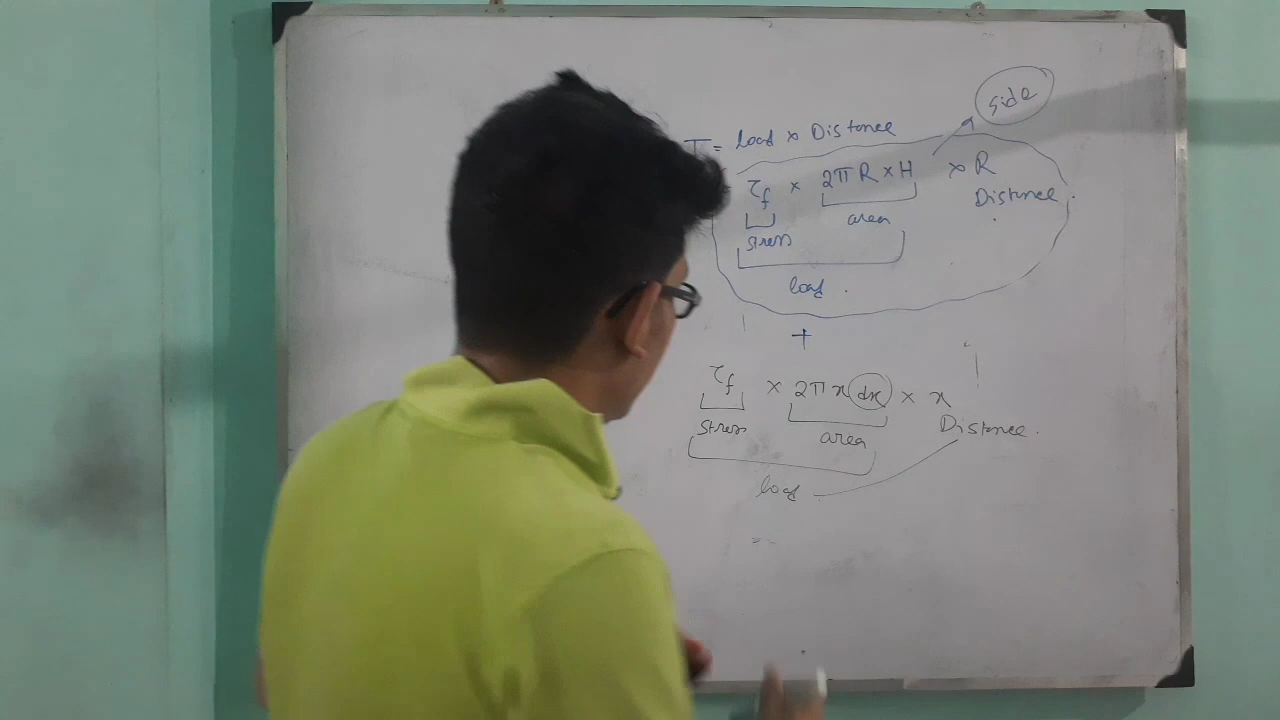 side
T = load × Distance
τf × 2πR×H × R
Distance.
stress
area
load.
+
τf × 2πx dx × x
stress
area
Distance.
load
=